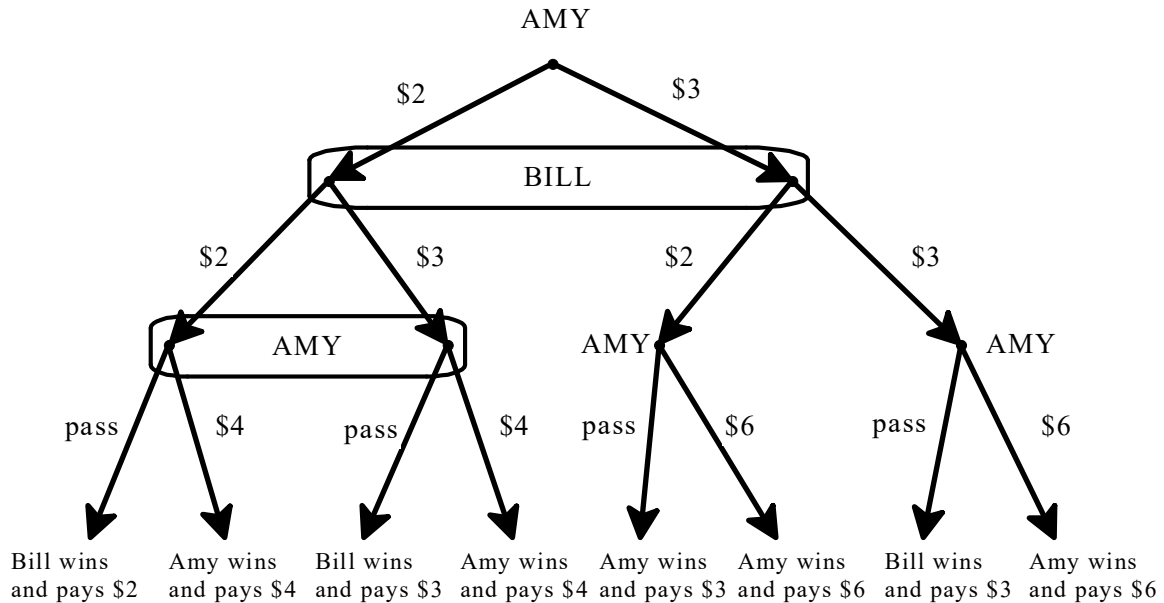 AMY
$2 $3
BILL
$2 $3 $2 $3
AMY AMY AMY
pass $4 pass $4 pass $6 pass $6
Bill wins Amy wins Bill wins Amy wins Amy wins Amy wins Bill wins Amy wins
and pays $2 and pays $4 and pays $3 and pays $4 and pays $3 and pays $6 and pays $3 and pays $6